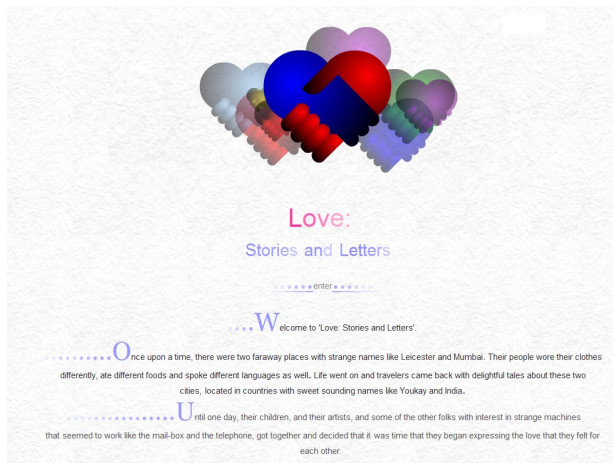 Love:
Stories and Letters
enter
Welcome to 'Love: Stories and Letters'.
Once upon a time, there were two faraway places with strange names like Leicester and Mumbai. Their people wore their clothes
differently, ate different foods and spoke different languages as well. Life went on and travelers came back with delightful tales about these two
cities, located in countries with sweet sounding names like Youkay and India.
Until one day, their children, and their artists, and some of the other folks with interest in strange machines
that seemed to work like the mail-box and the telephone, got together and decided that it was time that they began expressing the love that they felt for
each other.